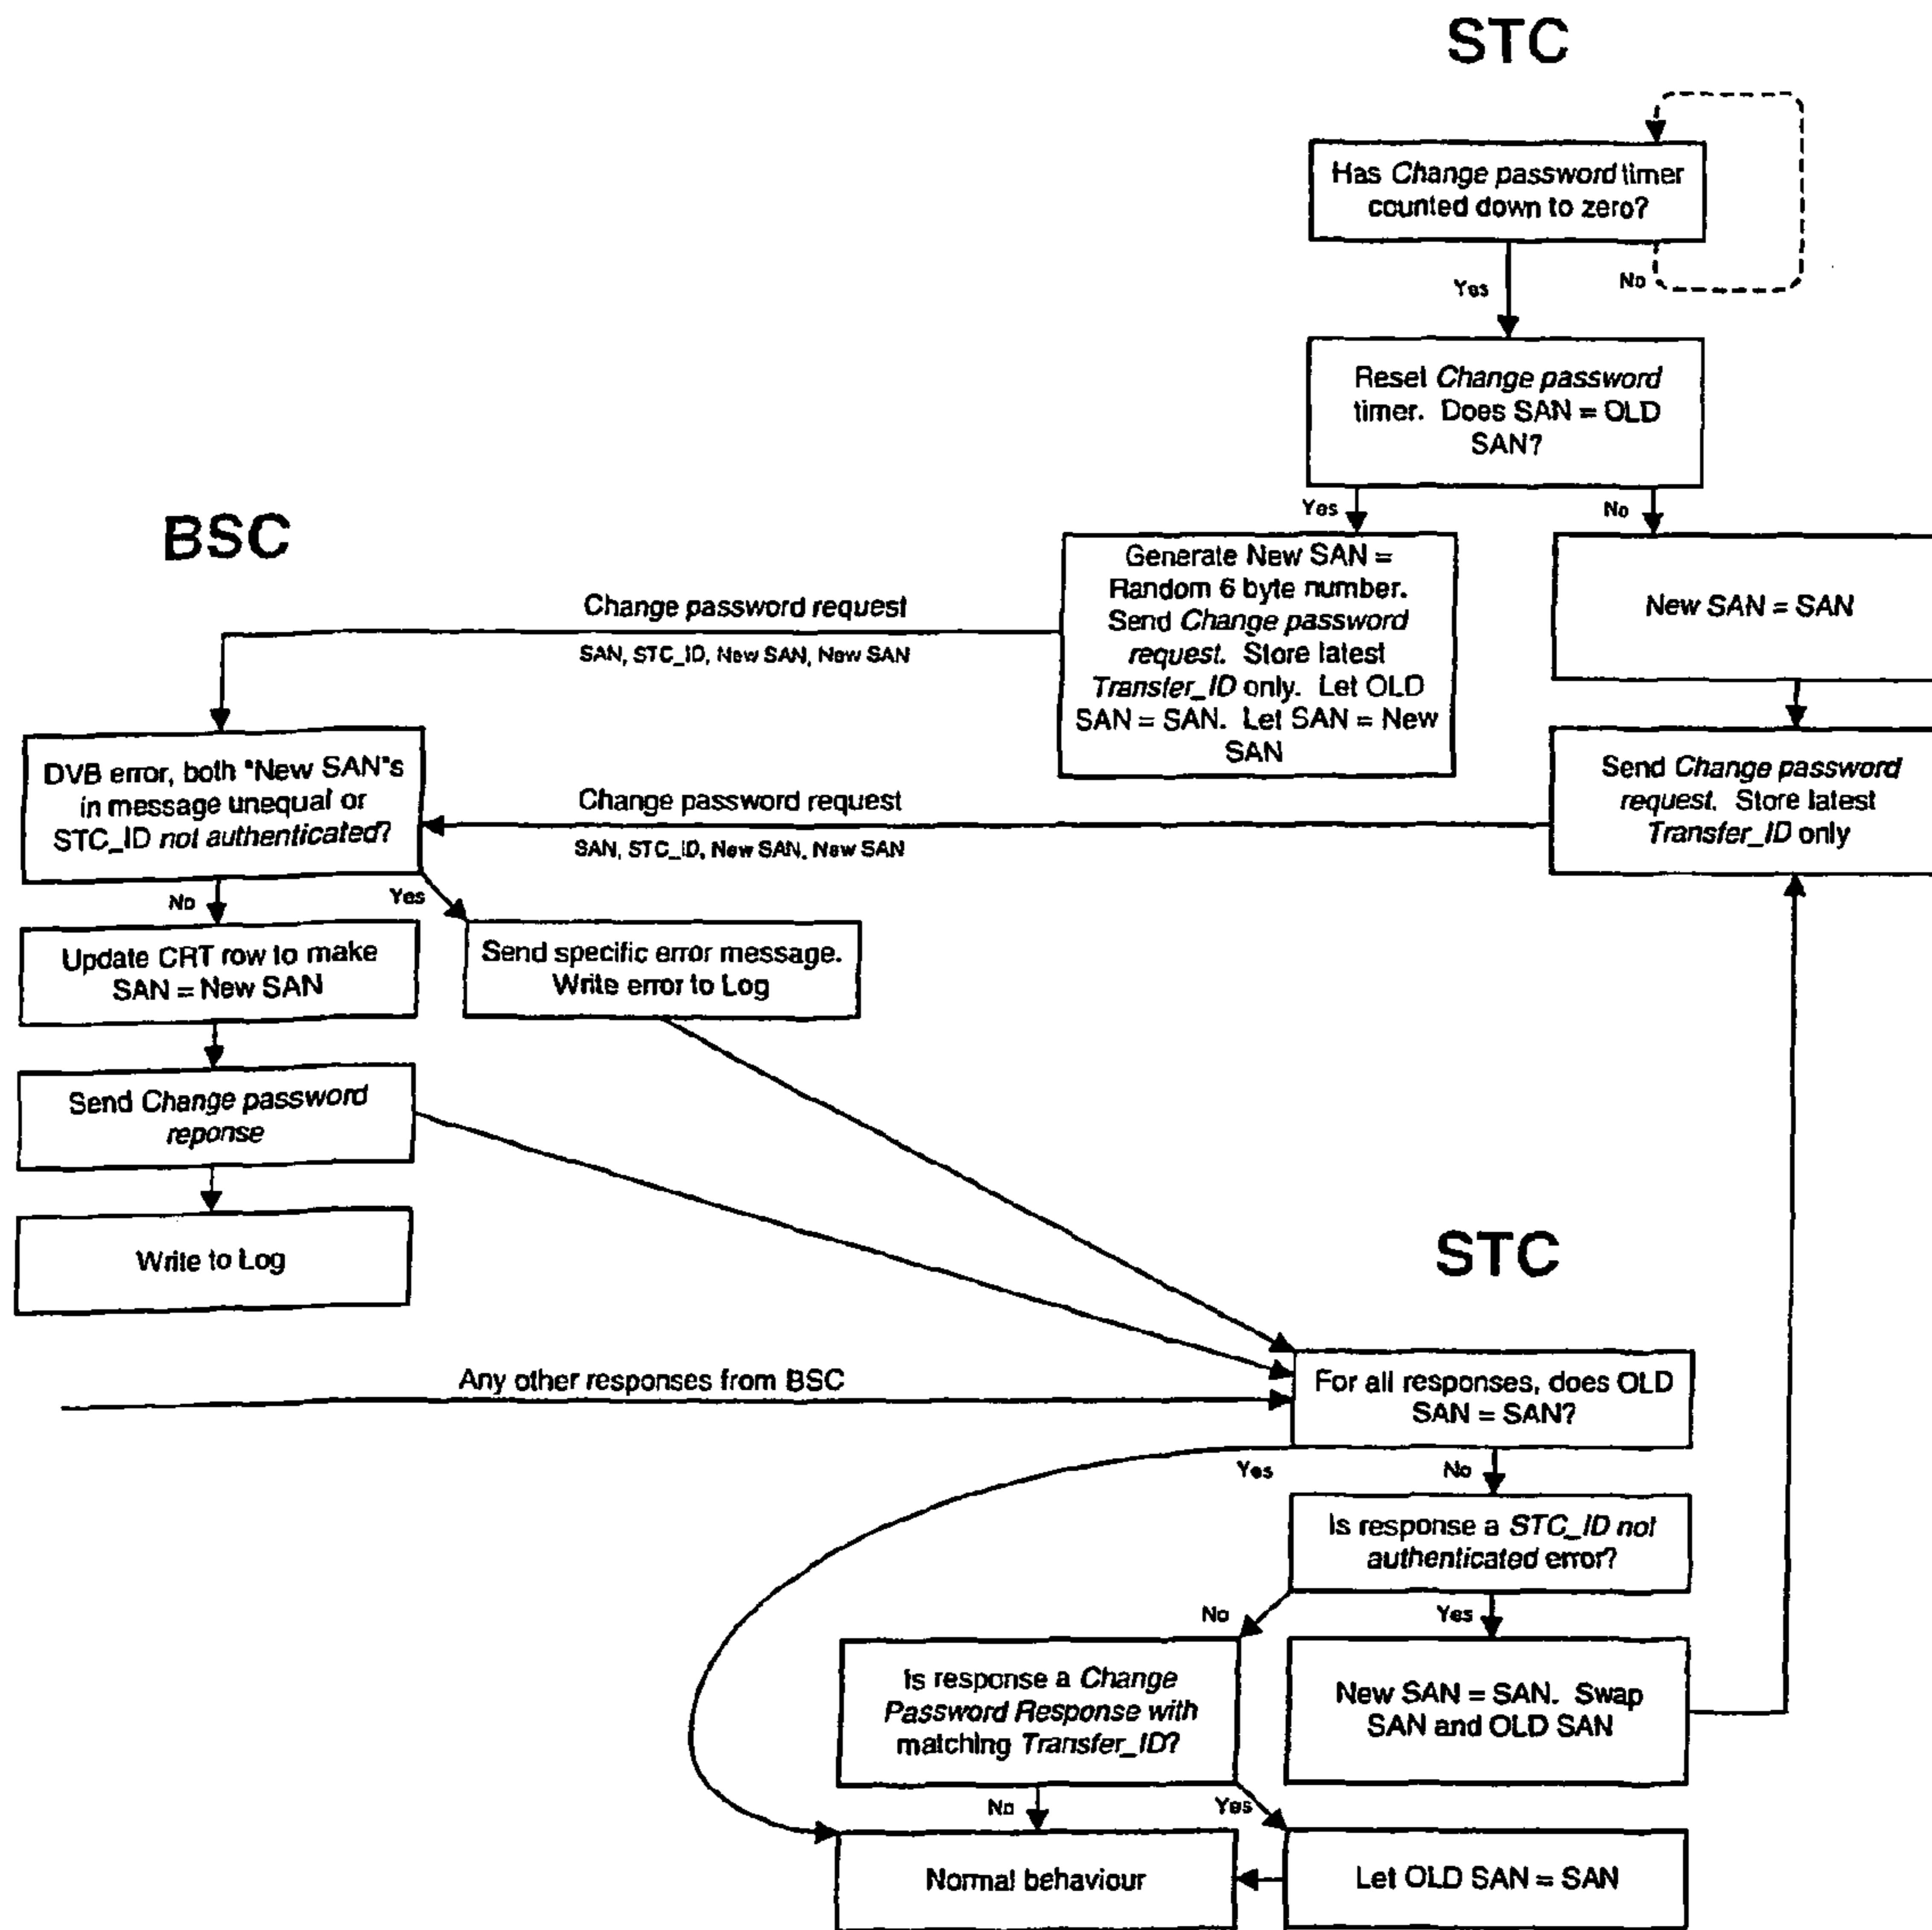 STC
Has Change password timer
counted down to zero?
Yes
No
Reset Change password
timer. Does SAN = OLD
SAN?
Yes
No
BSC
Generate New SAN =
Random 6 byte number.
Send Change password
request. Store latest
Transfer_ID only. Let OLD
SAN = SAN. Let SAN = New
SAN
New SAN = SAN
Change password request
SAN, STC_ID, New SAN, New SAN
DVB error, both "New SAN"s
in message unequal or
STC_ID not authenticated?
Change password request
SAN, STC_ID, New SAN, New SAN
Send Change password
request. Store latest
Transfer_ID only
No
Yes
Update CRT row to make
SAN = New SAN
Send specific error message.
Write error to Log
Send Change password
reponse
Write to Log
STC
Any other responses from BSC
For all responses, does OLD
SAN = SAN?
Yes
No
Is response a STC_ID not
authenticated error?
No
Yes
Is response a Change
Password Response with
matching Transfer_ID?
New SAN = SAN. Swap
SAN and OLD SAN
No
Yes
Normal behaviour
Let OLD SAN = SAN